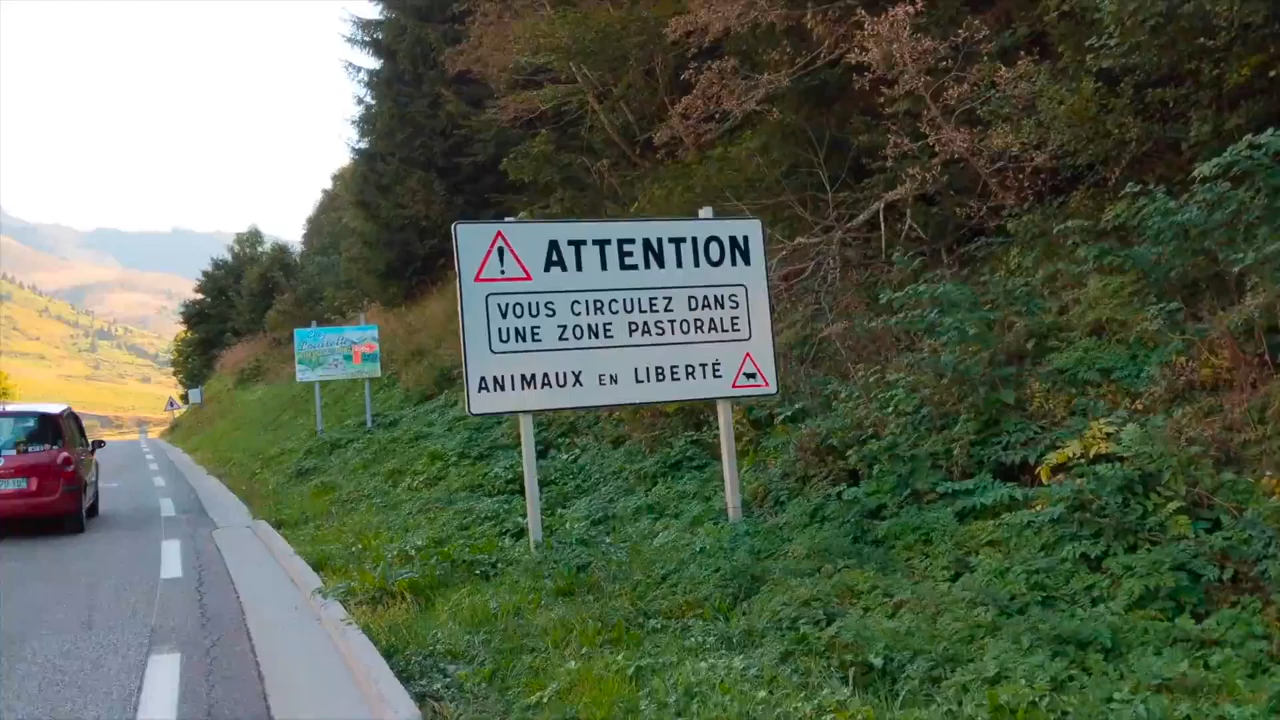 ATTENTION
VOUS CIRCULEZ DANS
UNE ZONE PASTORALE
ANIMAUX EN LIBERTÉ